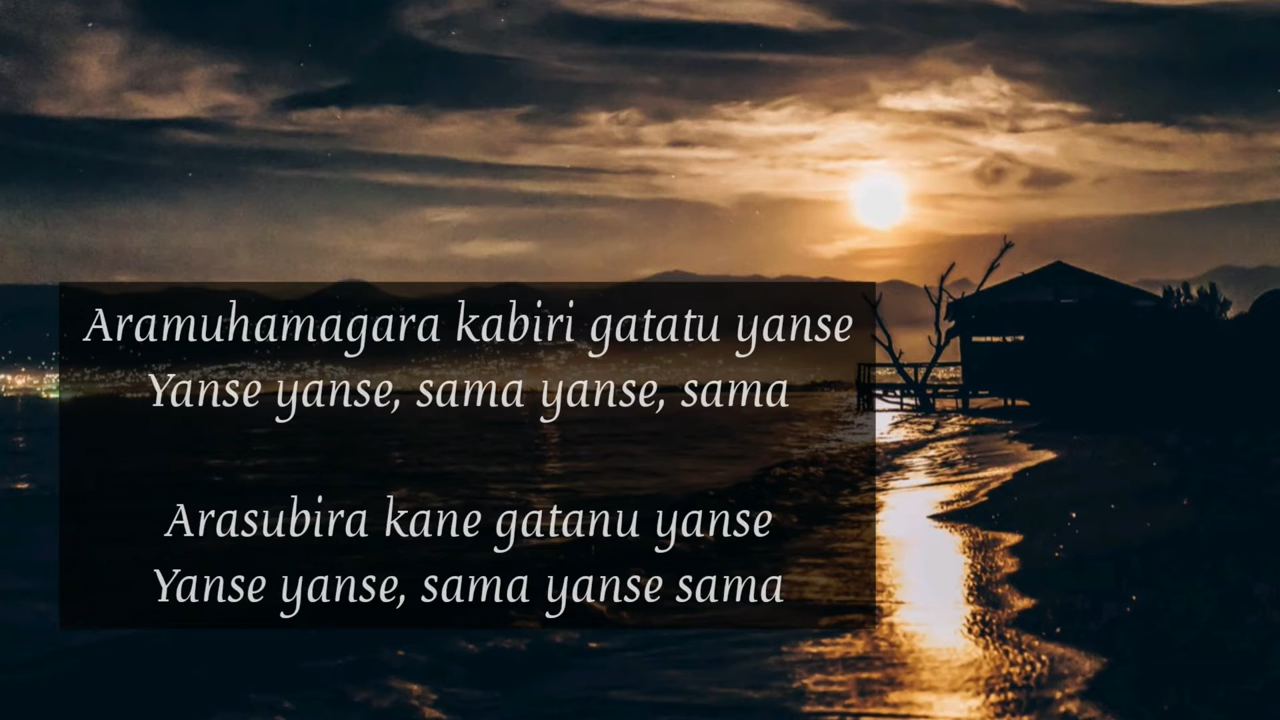 Aramuhamagara kabiri gatatu yanse
Yanse yanse, sama yanse, sama
Arasubira kane gatanu yanse
Yanse yanse, sama yanse sama